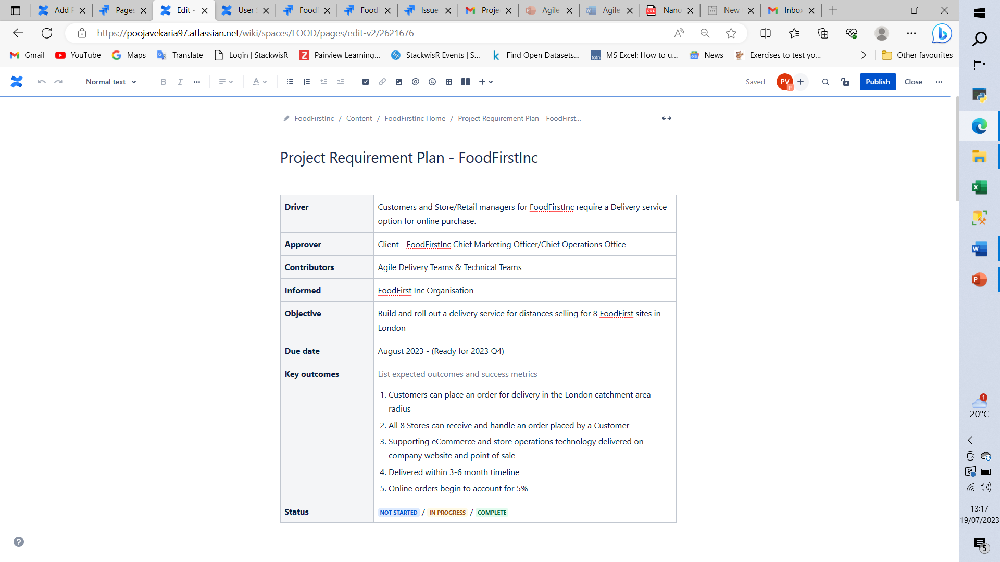 Add F
Pages
Edit -
User S
Foodl
Food
Issue
Proje
Agile
Agile
Nano
New
Inbox
https://poojavekaria97.atlassian.net/wiki/spaces/FOOD/pages/edit-v2/2621676
Gmail
YouTube
Maps
Translate
Login | StackwisR
Pairview Learning...
StackwisR Events | S...
Find Open Datasets...
MS Excel: How to u...
News
Exercises to test yo...
Other favourites
Normal text
B I
A
Saved
PV
P
Publish
Close
FoodFirstInc / Content / FoodFirstInc Home / Project Requirement Plan - FoodFirst...
Project Requirement Plan - FoodFirstInc
Driver
Customers and Store/Retail managers for FoodFirstInc require a Delivery service
option for online purchase.
Approver
Client - FoodFirstInc Chief Marketing Officer/Chief Operations Office
Contributors
Agile Delivery Teams & Technical Teams
Informed
FoodFirst Inc Organisation
Objective
Build and roll out a delivery service for distances selling for 8 FoodFirst sites in
London
Due date
August 2023 - (Ready for 2023 Q4)
Key outcomes
List expected outcomes and success metrics
1. Customers can place an order for delivery in the London catchment area
radius
2. All 8 Stores can receive and handle an order placed by a Customer
3. Supporting eCommerce and store operations technology delivered on
company website and point of sale
4. Delivered within 3-6 month timeline
5. Online orders begin to account for 5%
Status
NOT STARTED / IN PROGRESS / COMPLETE
1
20°C
13:17
19/07/2023
5